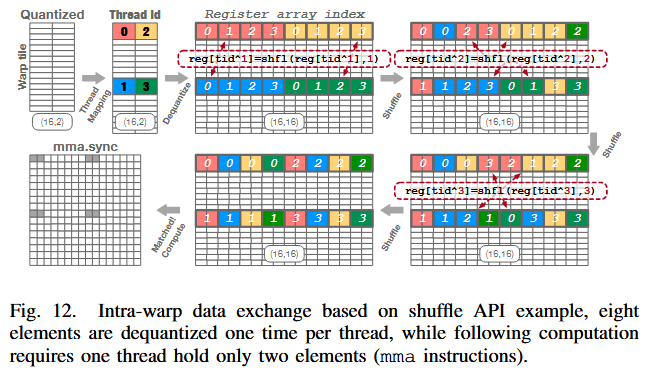 Quantized
Thread Id
Register array index
Warp tile
0 2
1 3
(16,2)
Thread Mapping
(16,2)
Dequantize
0 1 2 3 0 1 2 3
reg[tid^1]=shfl(reg[tid^1],1)
0 1 2 3 0 1 2 3
(16,16)
Shuffle
0 0 2 3 0 1 2 2
reg[tid^2]=shfl(reg[tid^2],2)
1 1 2 3 0 1 3 3
(16,16)
Shuffle
mma.sync
0 0 0 0 2 2 2 2
1 1 1 1 3 3 3 3
(16,16)
Matched!
Compute
0 0 0 3 2 1 2 2
reg[tid^3]=shfl(reg[tid^3],3)
1 1 2 1 0 3 3 3
(16,16)
Shuffle
Fig. 12. Intra-warp data exchange based on shuffle API example, eight
elements are dequantized one time per thread, while following computation
requires one thread hold only two elements (mma instructions).